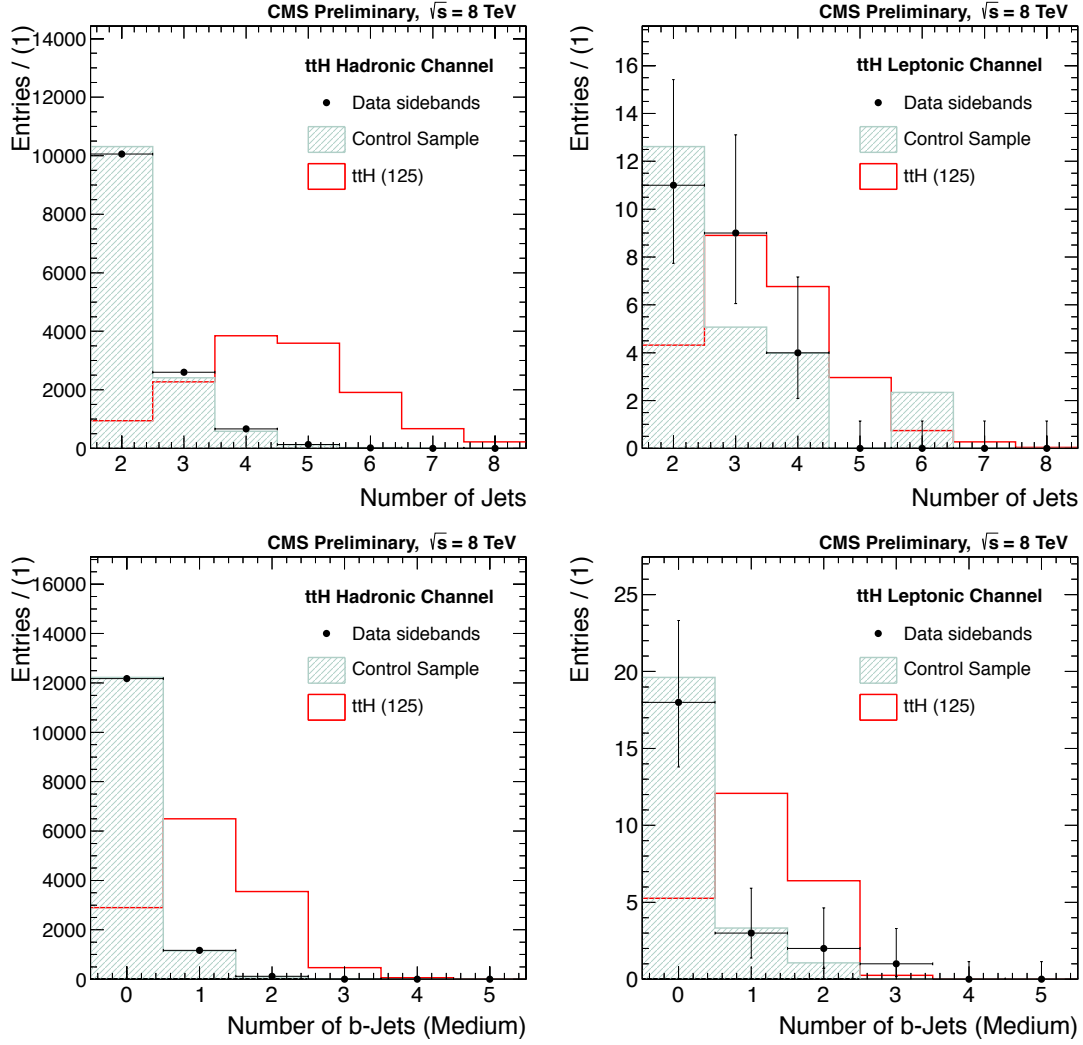 CMS Preliminary, √s = 8 TeV
Entries / (1)
14000
12000
10000
8000
6000
4000
2000
0
ttH Hadronic Channel
Data sidebands
Control Sample
ttH (125)
2 3 4 5 6 7 8
Number of Jets
CMS Preliminary, √s = 8 TeV
Entries / (1)
16
14
12
10
8
6
4
2
0
ttH Leptonic Channel
Data sidebands
Control Sample
ttH (125)
2 3 4 5 6 7 8
Number of Jets
CMS Preliminary, √s = 8 TeV
Entries / (1)
16000
14000
12000
10000
8000
6000
4000
2000
0
ttH Hadronic Channel
Data sidebands
Control Sample
ttH (125)
0 1 2 3 4 5
Number of b-Jets (Medium)
CMS Preliminary, √s = 8 TeV
Entries / (1)
25
20
15
10
5
0
ttH Leptonic Channel
Data sidebands
Control Sample
ttH (125)
0 1 2 3 4 5
Number of b-Jets (Medium)